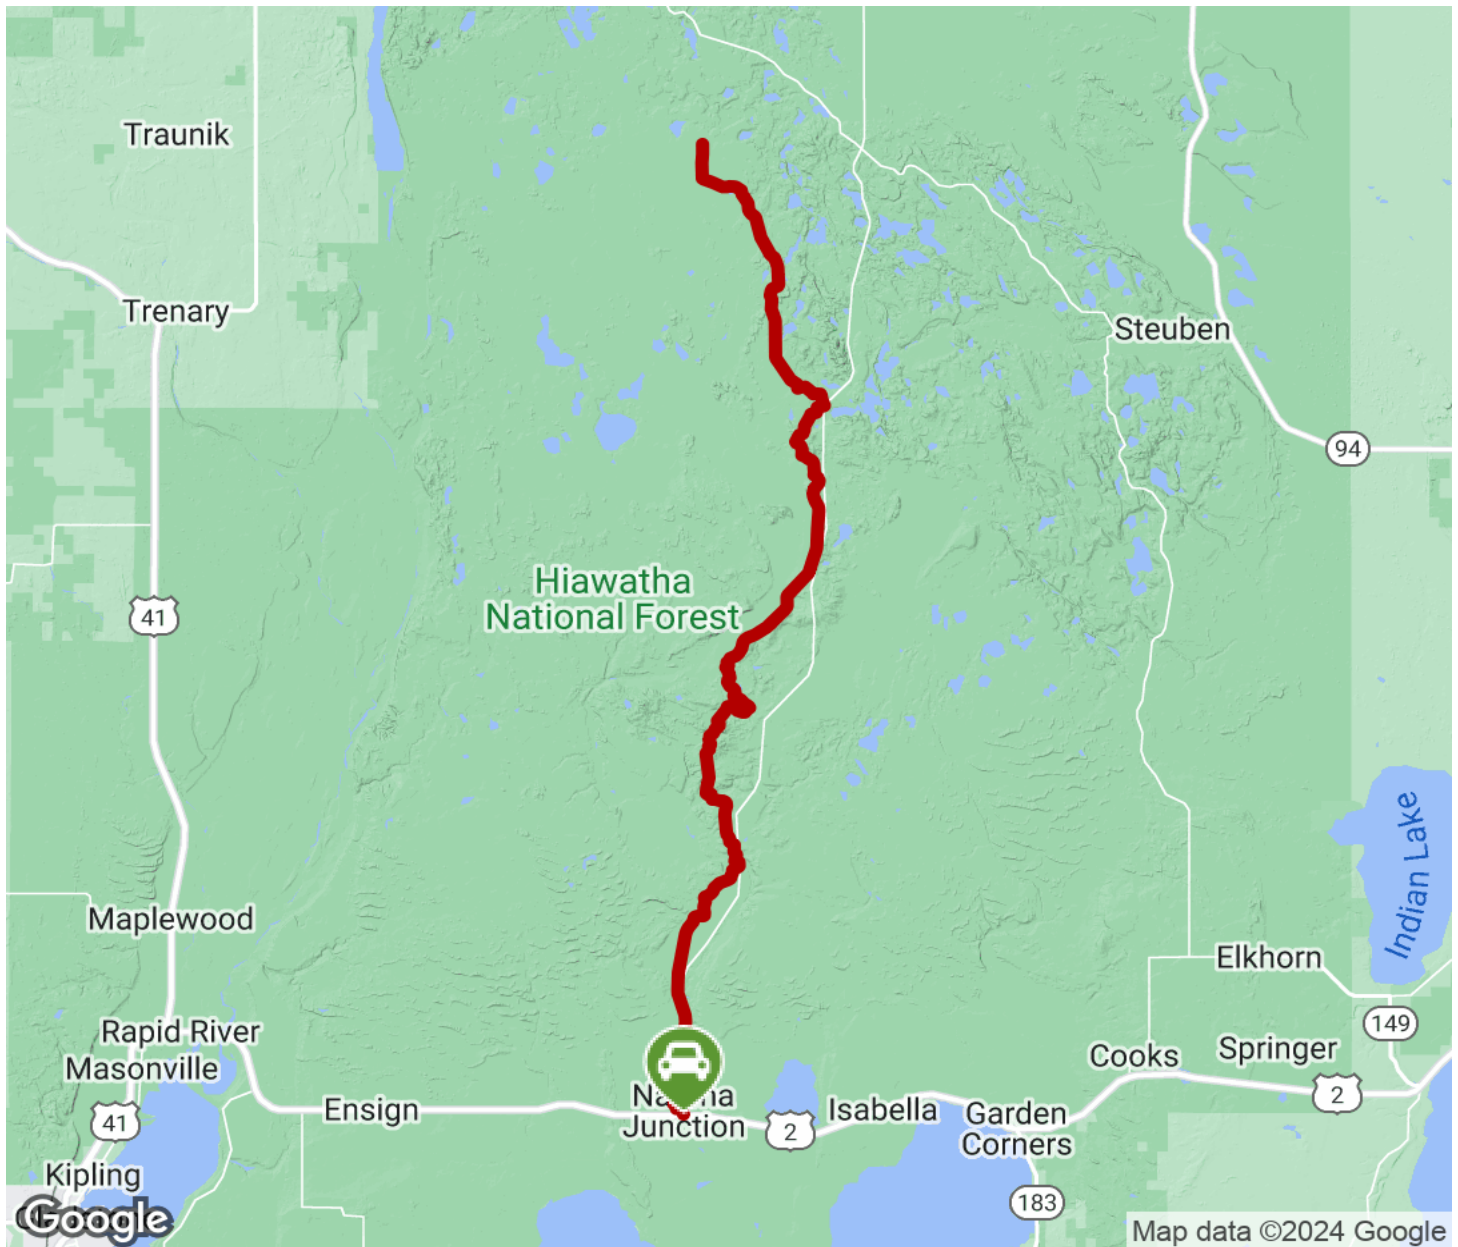 Traunik
Trenary
Steuben
94
Hiawatha
National Forest
41
Indian Lake
Maplewood
Elkhorn
Rapid River
149
Masonville
Cooks
Springer
2
Ensign
Junction
2
Isabella
Garden
Corners
41
Kipling
183
Google
Map data ©2024 Google